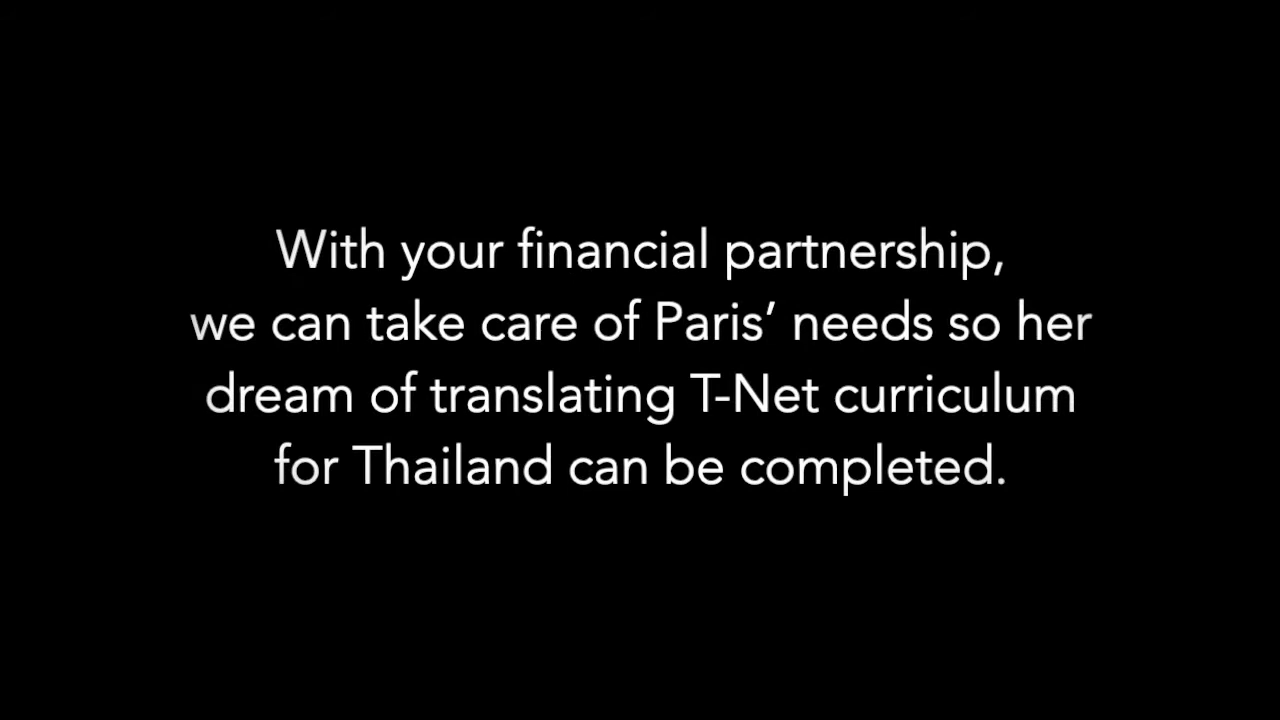 With your financial partnership,
we can take care of Paris’ needs so her
dream of translating T-Net curriculum
for Thailand can be completed.